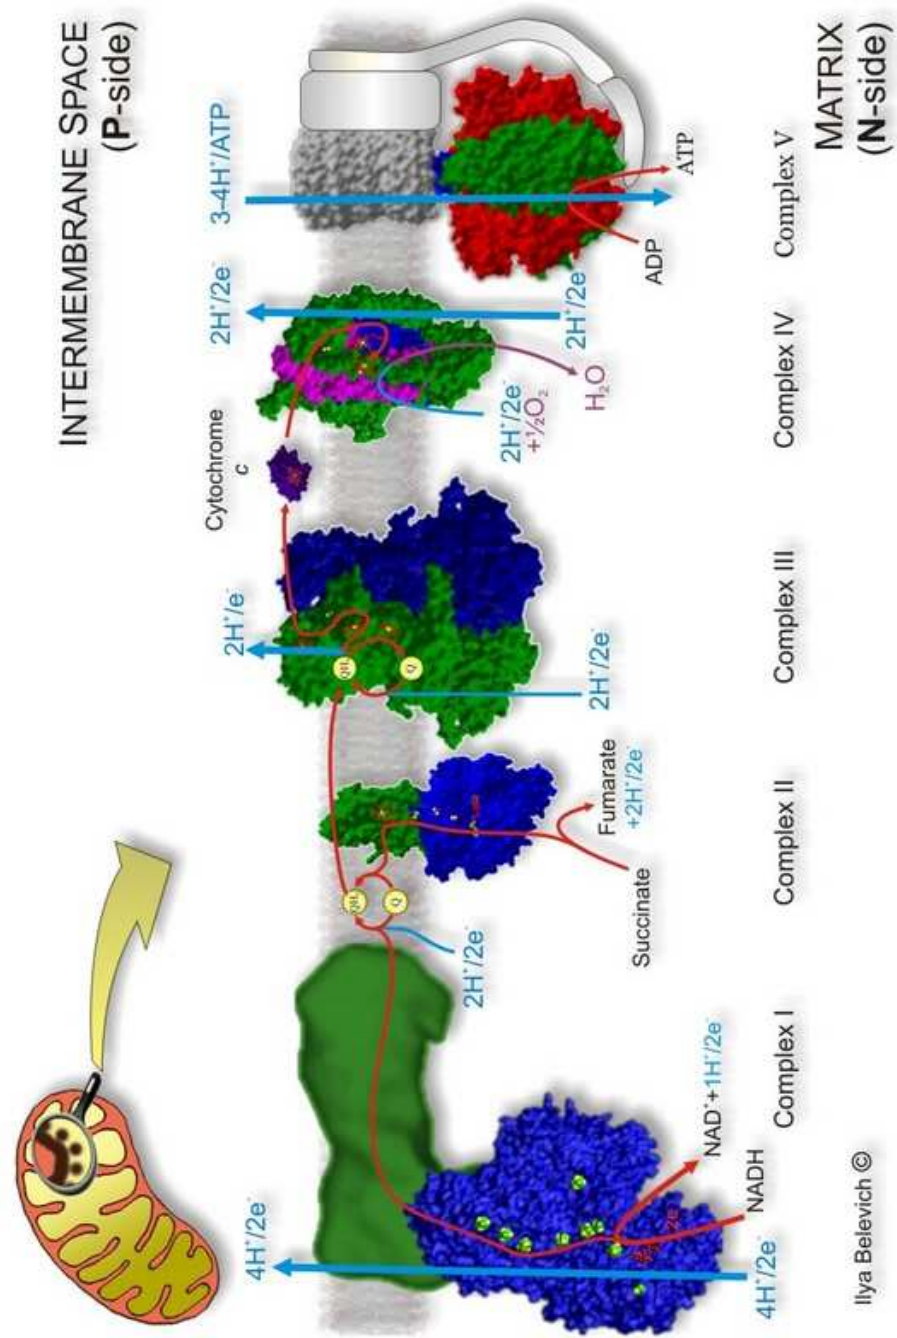 INTERMEMBRANE SPACE
(P-side)
4H⁺/2e⁻
2H⁺/e⁻
Cytochrome
c
2H⁺/2e⁻
3-4H⁺/ATP
QH₂
Q
QH₂
Q
2H⁺/2e⁻
4H⁺/2e⁻
2e⁻
NADH
NAD⁺+1H⁺/2e⁻
Succinate
Fumarate
+2H⁺/2e⁻
2H⁺/2e⁻
2H⁺/2e⁻
+½O₂
H₂O
2H⁺/2e⁻
ADP
ATP
Complex I
Complex II
Complex III
Complex IV
Complex V
MATRIX
(N-side)
Ilya Belevich ©